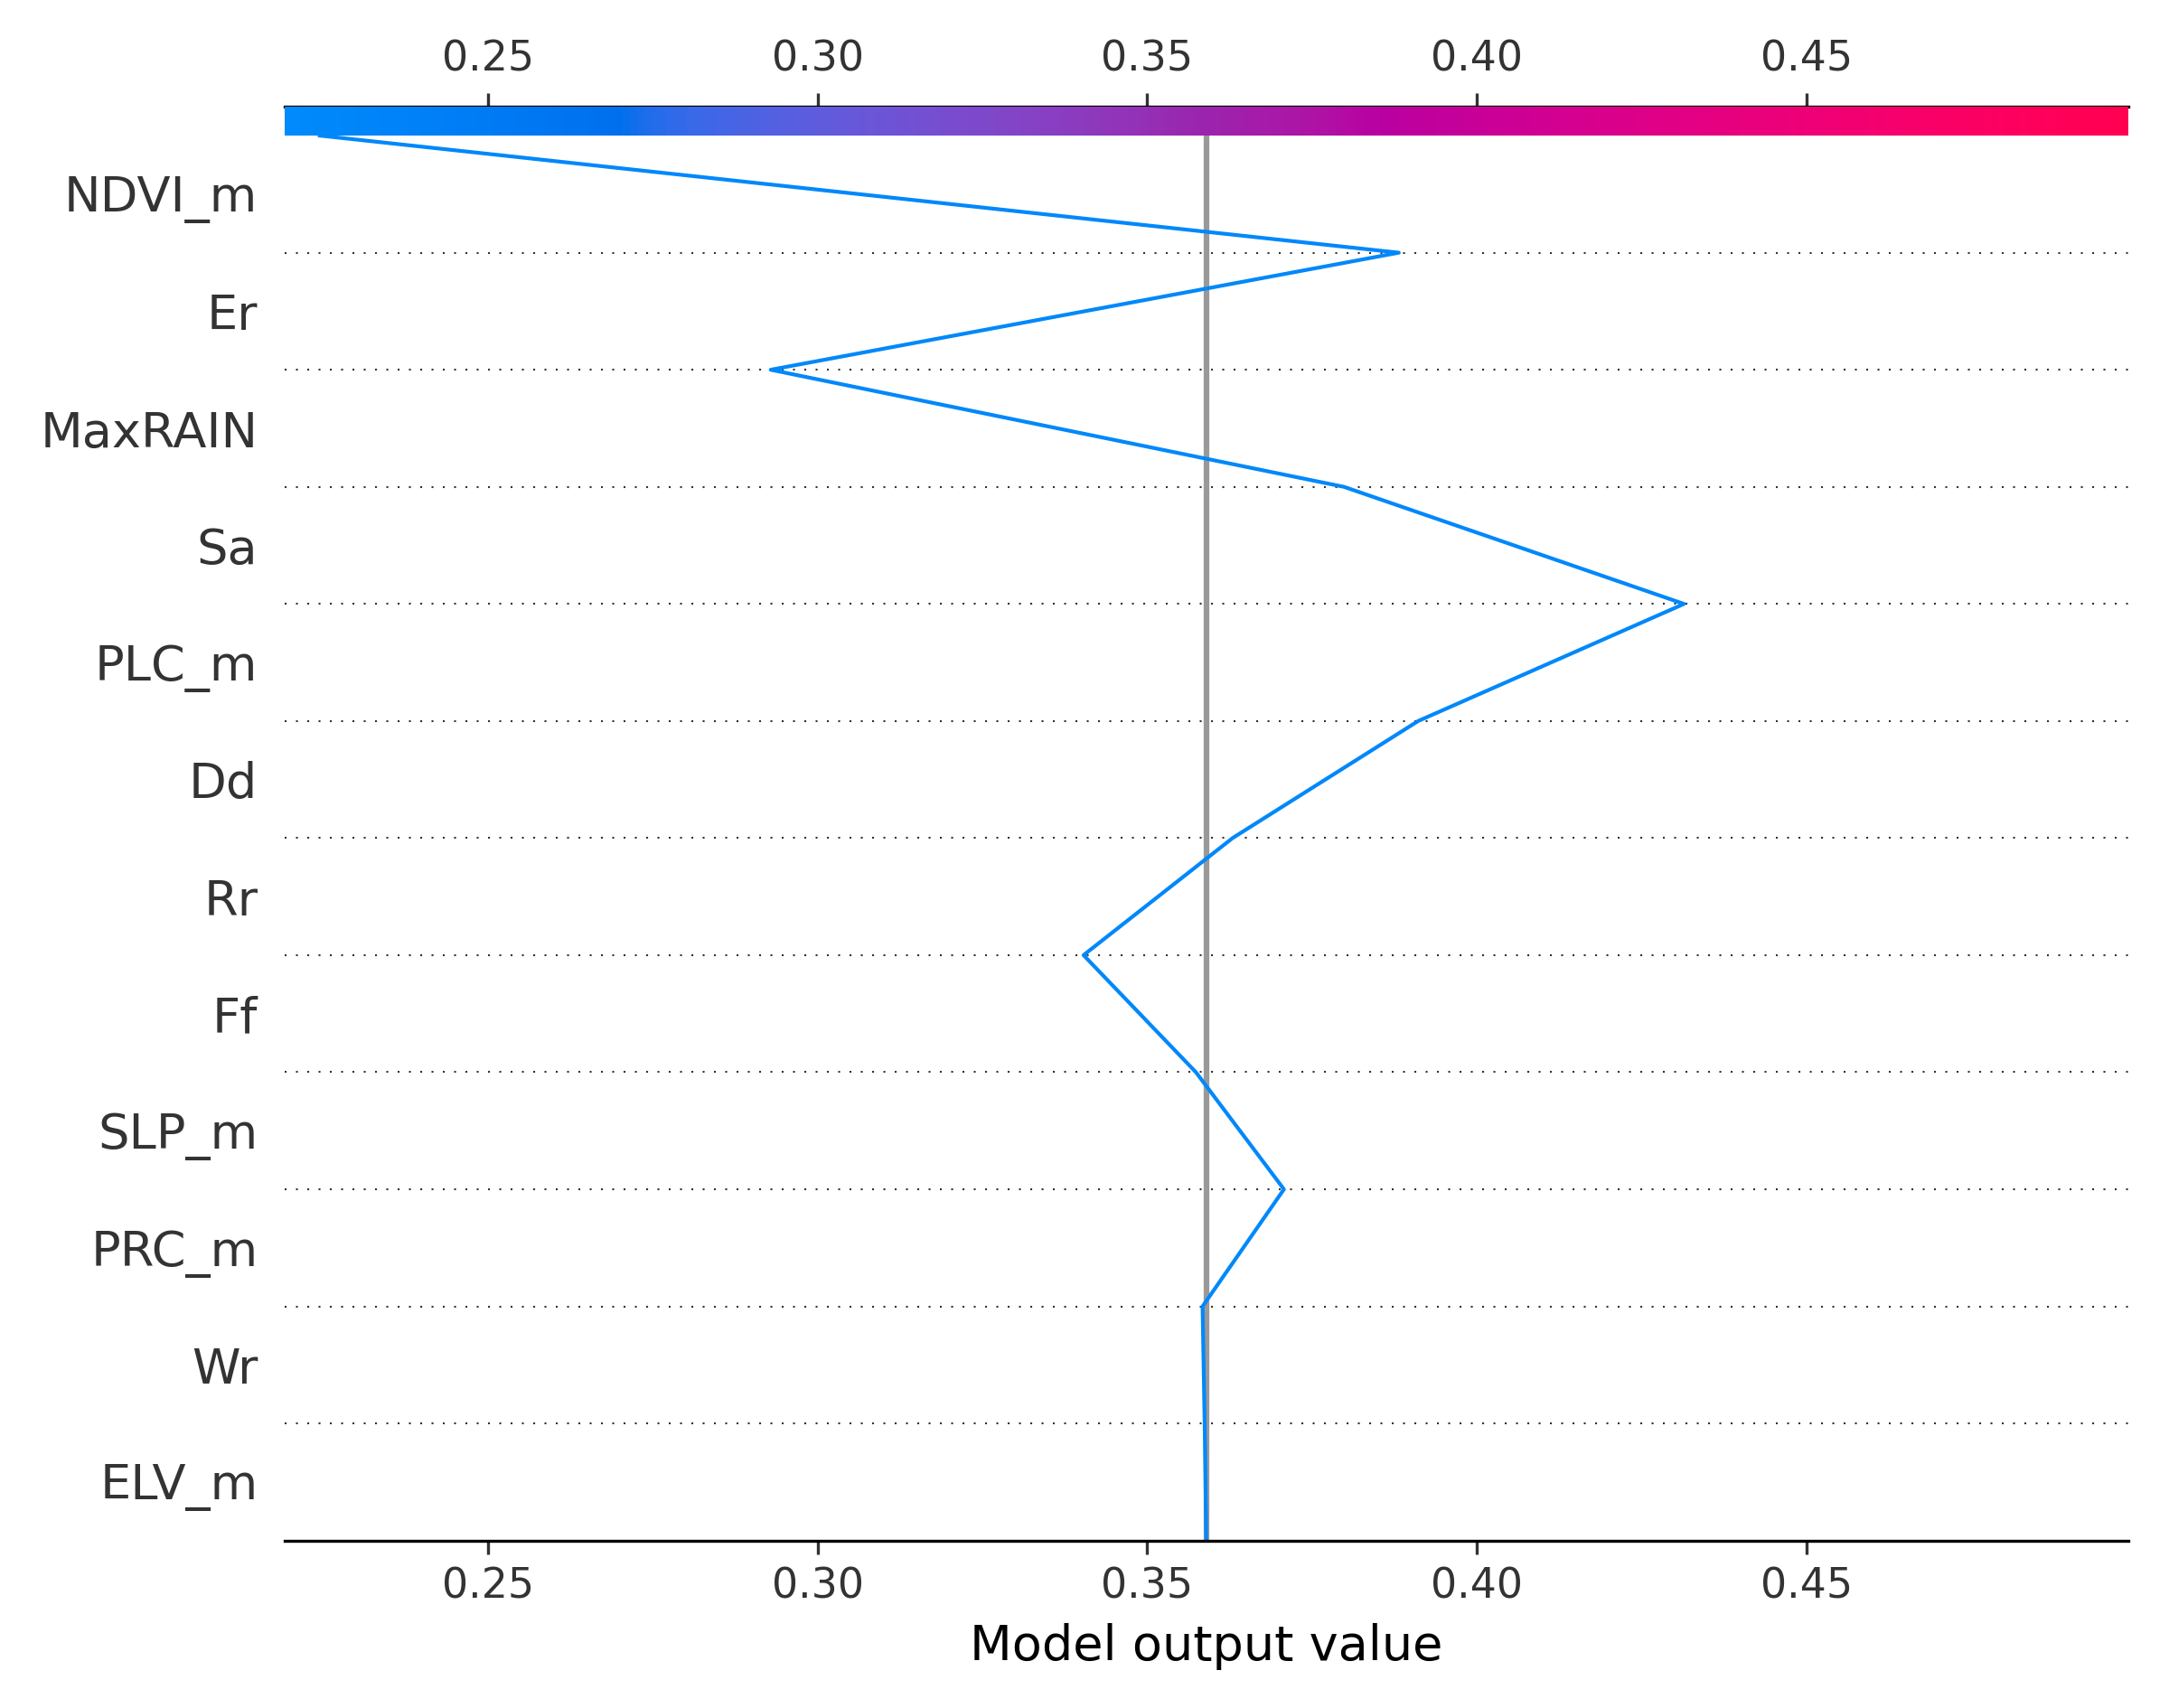 0.25 0.30 0.35 0.40 0.45
NDVI_m
Er
MaxRAIN
Sa
PLC_m
Dd
Rr
Ff
SLP_m
PRC_m
Wr
ELV_m
0.25 0.30 0.35 0.40 0.45
Model output value